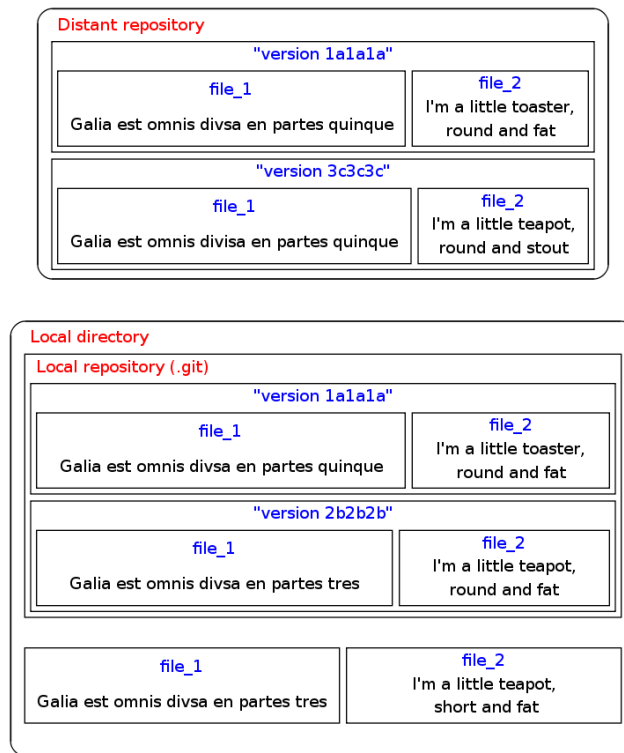 Distant repository
"version 1a1a1a"
file_1
Galia est omnis divsa en partes quinque
file_2
I'm a little toaster,
round and fat
"version 3c3c3c"
file_1
Galia est omnis divisa en partes quinque
file_2
I'm a little teapot,
round and stout
Local directory
Local repository (.git)
"version 1a1a1a"
file_1
Galia est omnis divsa en partes quinque
file_2
I'm a little toaster,
round and fat
"version 2b2b2b"
file_1
Galia est omnis divsa en partes tres
file_2
I'm a little teapot,
round and fat
file_1
Galia est omnis divsa en partes tres
file_2
I'm a little teapot,
short and fat